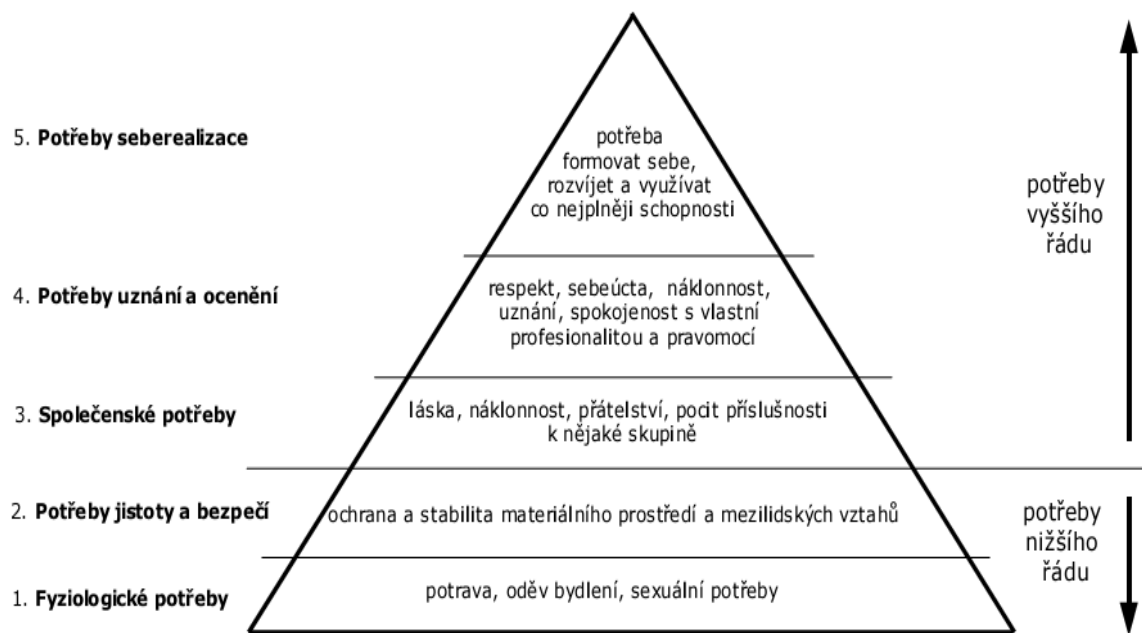 5. Potřeby seberealizace
potřeba
formovat sebe,
rozvíjet a využívat
co nejplněji schopnosti
potřeby
vyššího
řádu
4. Potřeby uznání a ocenění
respekt, sebeúcta, náklonnost,
uznání, spokojenost s vlastní
profesionalitou a pravomocí
3. Společenské potřeby
láska, náklonnost, přátelství, pocit příslušnosti
k nějaké skupině
2. Potřeby jistoty a bezpečí
ochrana a stabilita materiálního prostředí a mezilidských vztahů
potřeby
nižšího
řádu
1. Fyziologické potřeby
potrava, oděv bydlení, sexuální potřeby